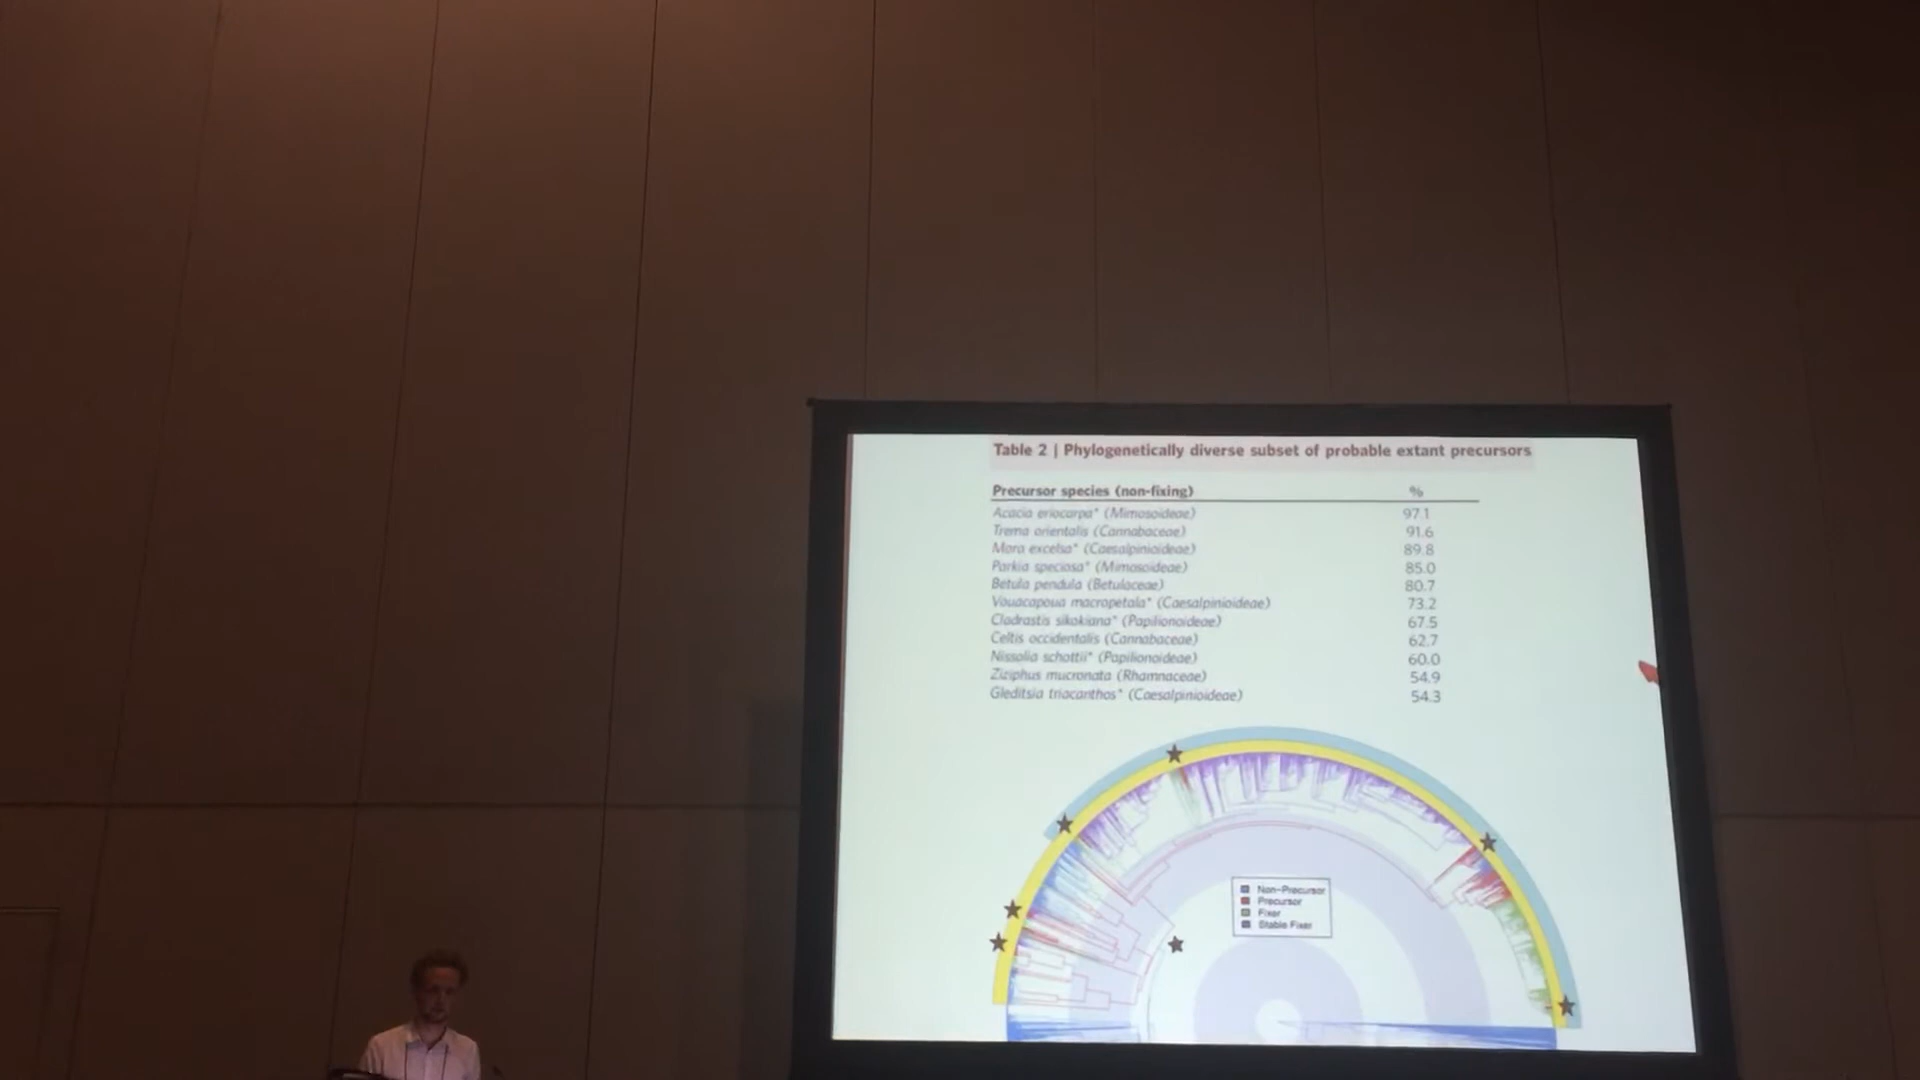 Table 2 | Phylogenetically diverse subset of probable extant precursors
Precursor species (non-fixing) %
Acacia eriocarpa* (Mimosoideae) 97.1
Trema orientalis (Cannabaceae) 91.6
Mora excelsa* (Caesalpinioideae) 89.8
Parkia speciosa* (Mimosoideae) 85.0
Betula pendula (Betulaceae) 80.7
Vouacapoua macropetala* (Caesalpinioideae) 73.2
Cladrastis sikokiana* (Papilionoideae) 67.5
Celtis occidentalis (Cannabaceae) 62.7
Nissolia schottii* (Papilionoideae) 60.0
Ziziphus mucronata (Rhamnaceae) 54.9
Gleditsia triacanthos* (Caesalpinioideae) 54.3
Non-Precursor
Precursor
Fixer
Stable Fixer